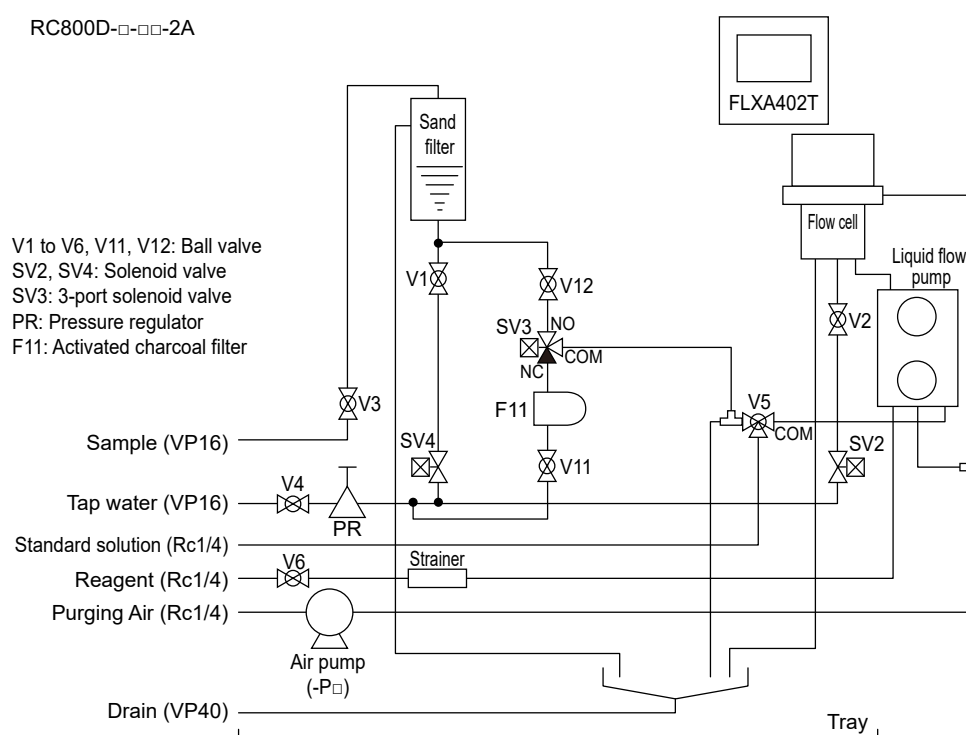 RC800D-□-□□-2A
FLXA402T
Sand
filter
Flow cell
Liquid flow
pump
V1 to V6, V11, V12: Ball valve
SV2, SV4: Solenoid valve
SV3: 3-port solenoid valve
PR: Pressure regulator
F11: Activated charcoal filter
V1
V12
V2
SV3
NO
COM
NC
V3
F11
V5
COM
Sample (VP16)
SV4
V11
SV2
V4
Tap water (VP16)
PR
Standard solution (Rc1/4)
V6
Strainer
Reagent (Rc1/4)
Purging Air (Rc1/4)
Air pump
(-P□)
Drain (VP40)
Tray